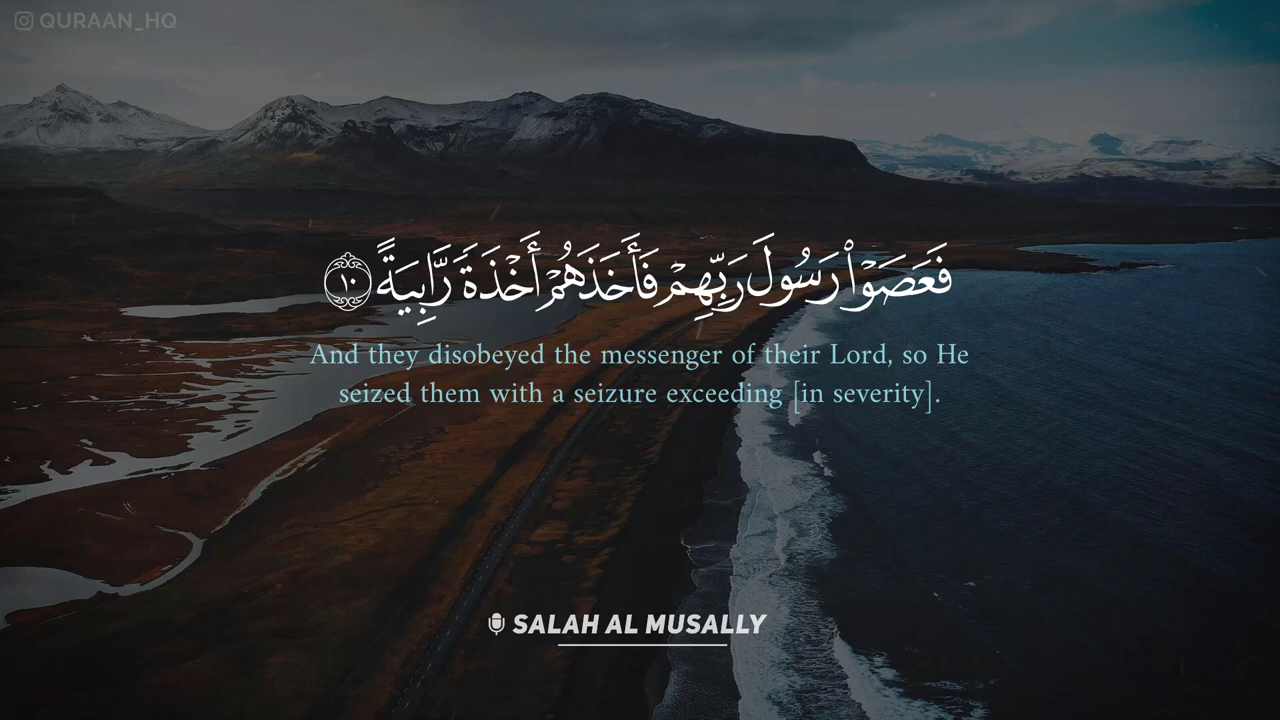 QURAAN_HQ
فَعَصَوْا۟ رَسُولَ رَبِّهِمْ فَأَخَذَهُمْ أَخْذَةً رَّابِيَةً ١٠
And they disobeyed the messenger of their Lord, so He
seized them with a seizure exceeding [in severity].
SALAH AL MUSALLY